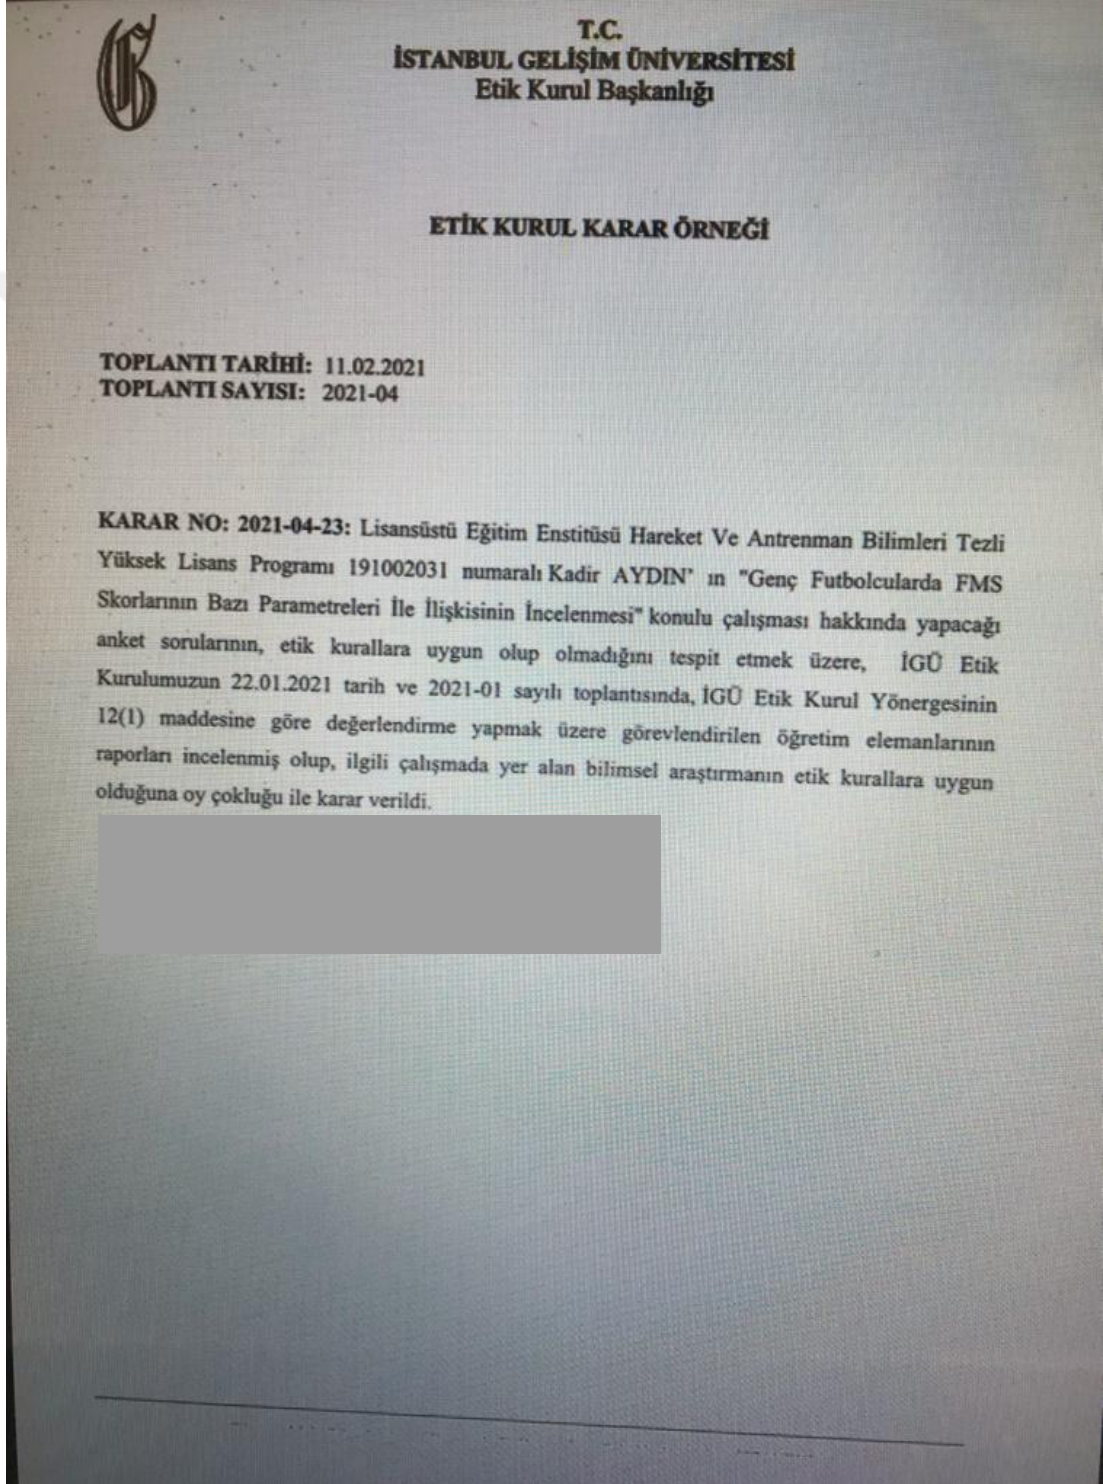 T.C.
İSTANBUL GELİŞİM ÜNİVERSİTESİ
Etik Kurul Başkanlığı
ETİK KURUL KARAR ÖRNEĞİ
TOPLANTI TARİHİ: 11.02.2021
TOPLANTI SAYISI: 2021-04
KARAR NO: 2021-04-23: Lisansüstü Eğitim Enstitüsü Hareket Ve Antrenman Bilimleri Tezli
Yüksek Lisans Programı 191002031 numaralı Kadir AYDIN' ın "Genç Futbolcularda FMS
Skorlarının Bazı Parametreleri İle İlişkisinin İncelenmesi" konulu çalışması hakkında yapacağı
anket sorularının, etik kurallara uygun olup olmadığını tespit etmek üzere, İGÜ Etik
Kurulumuzun 22.01.2021 tarih ve 2021-01 sayılı toplantısında, İGÜ Etik Kurul Yönergesinin
12(1) maddesine göre değerlendirme yapmak üzere görevlendirilen öğretim elemanlarının
raporları incelenmiş olup, ilgili çalışmada yer alan bilimsel araştırmanın etik kurallara uygun
olduğuna oy çokluğu ile karar verildi.